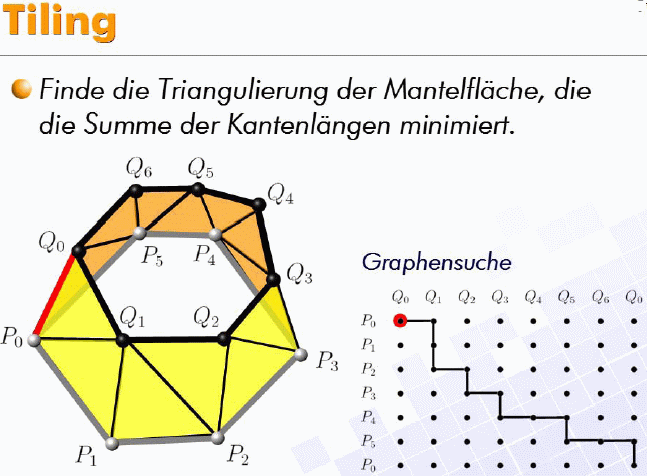 Tiling
Finde die Triangulierung der Mantelfläche, die
die Summe der Kantenlängen minimiert.
Q6 Q5
Q4
Q0
P5 P4
Q3
Q1 Q2
P0
P3
P1
P2
Graphensuche
Q0 Q1 Q2 Q3 Q4 Q5 Q6 Q0
P0
P1
P2
P3
P4
P5
P0